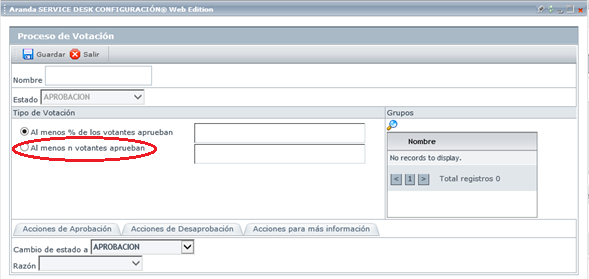 Aranda SERVICE DESK CONFIGURACIÓN® Web Edition
Proceso de Votación
Guardar Salir
Nombre
Estado APROBACION
Tipo de Votación
Al menos % de los votantes aprueban
Al menos n votantes aprueban
Grupos
Nombre
No records to display.
< 1 > Total registros 0
Acciones de Aprobación Acciones de Desaprobación Acciones para más información
Cambio de estado a APROBACION
Razón